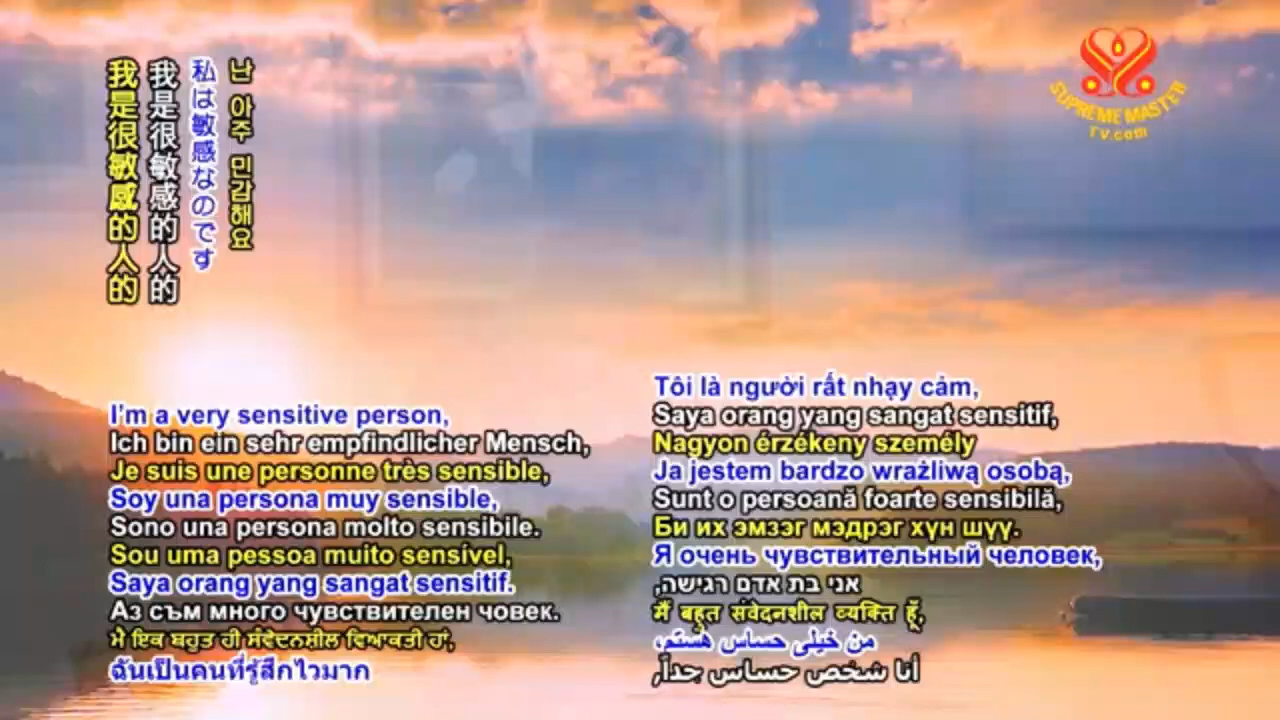 我是很敏感的人的
我是很敏感的人的
私は敏感なのです
난 아주 민감해요
SUPREME MASTER
TV.com
I'm a very sensitive person,
Ich bin ein sehr empfindlicher Mensch,
Je suis une personne très sensible,
Soy una persona muy sensible,
Sono una persona molto sensibile.
Sou uma pessoa muito sensível,
Saya orang yang sangat sensitif.
Аз съм много чувствителен човек.
ਮੈ ਇਕ ਬਹੁਤ ਹੀ ਸੰਵੇਦਨਸ਼ੀਲ ਵਿਆਕਤੀ ਹਾਂ,
ฉันเป็นคนที่รู้สึกไวมาก
Tôi là người rất nhạy cảm,
Saya orang yang sangat sensitif,
Nagyon érzékeny személy
Ja jestem bardzo wrażliwą osobą,
Sunt o persoană foarte sensibilă,
Би их эмзэг мэдрэг хүн шүү.
Я очень чувствительный человек,
אני בת אדם רגישה,
मैं बहुत संवेदनशील व्यक्ति हूँ,
من خیلی حساس هستم،
أنا شخص حساس جداً,